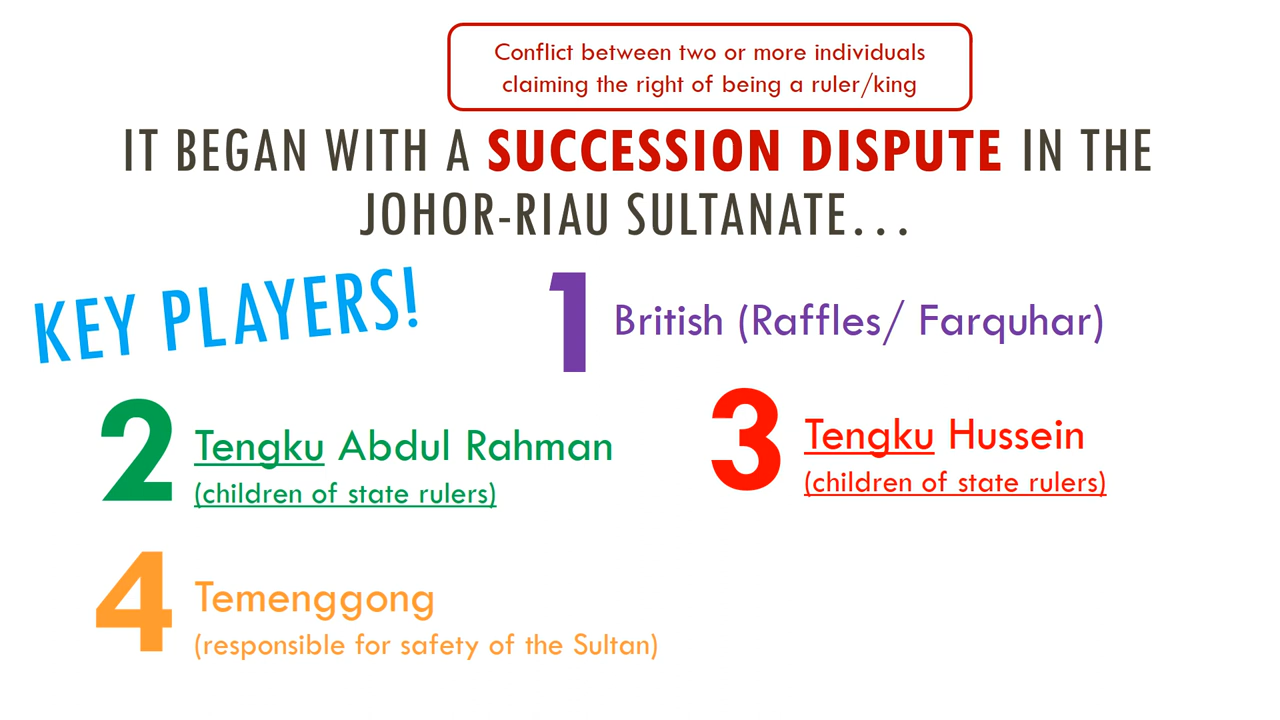 Conflict between two or more individuals
claiming the right of being a ruler/king
IT BEGAN WITH A SUCCESSION DISPUTE IN THE
JOHOR-RIAU SULTANATE...
KEY PLAYERS!
1 British (Raffles/ Farquhar)
2 Tengku Abdul Rahman
(children of state rulers)
3 Tengku Hussein
(children of state rulers)
4 Temenggong
(responsible for safety of the Sultan)